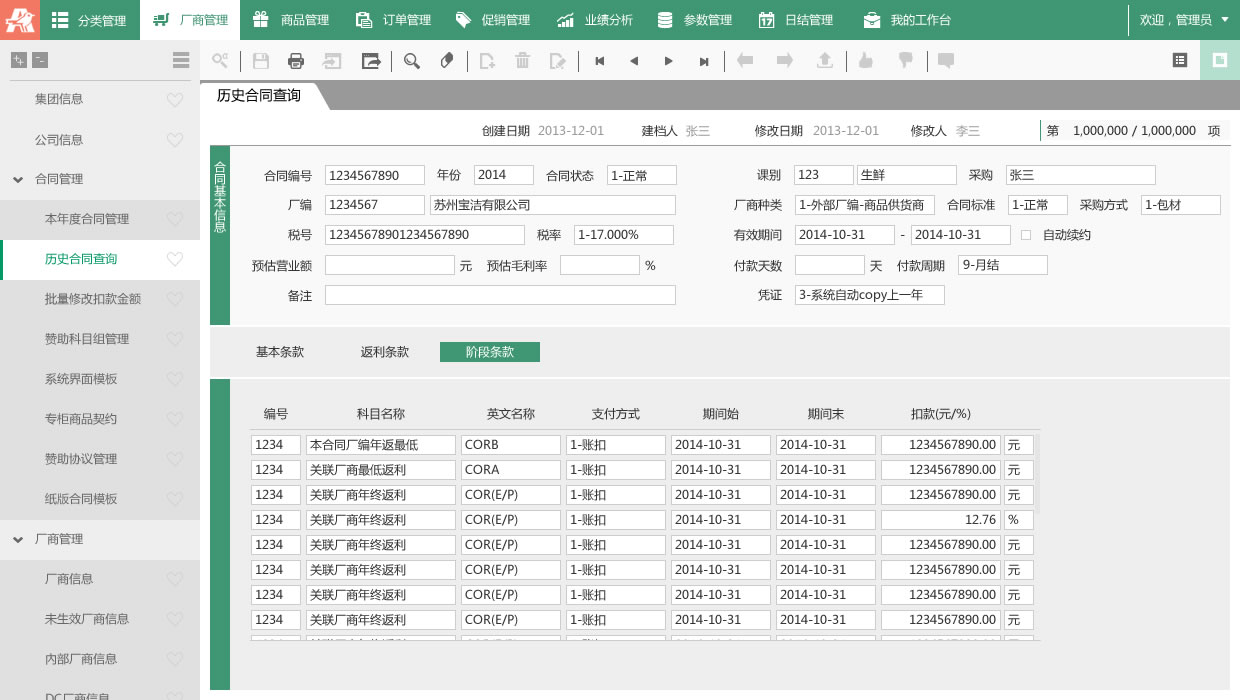 分类管理 厂商管理 商品管理 订单管理 促销管理 业绩分析 参数管理 日结管理 我的工作台 欢迎，管理员
集团信息
公司信息
合同管理
本年度合同管理
历史合同查询
批量修改扣款金额
赞助科目组管理
系统界面模板
专柜商品契约
赞助协议管理
纸版合同模板
厂商管理
厂商信息
未生效厂商信息
内部厂商信息
DC厂商信息
历史合同查询
创建日期 2013-12-01 建档人 张三 修改日期 2013-12-01 修改人 李三 第 1,000,000 / 1,000,000 项
合同基本信息
合同编号 1234567890 年份 2014 合同状态 1-正常 课别 123 生鲜 采购 张三
厂编 1234567 苏州宝洁有限公司 厂商种类 1-外部厂编-商品供货商 合同标准 1-正常 采购方式 1-包材
税号 12345678901234567890 税率 1-17.000% 有效期间 2014-10-31 - 2014-10-31 自动续约
预估营业额 元 预估毛利率 % 付款天数 天 付款周期 9-月结
备注 凭证 3-系统自动copy上一年
基本条款 返利条款 阶段条款
编号 科目名称 英文名称 支付方式 期间始 期间末 扣款(元/%)
1234 本合同厂编年返最低 CORB 1-账扣 2014-10-31 2014-10-31 1234567890.00 元
1234 关联厂商最低返利 CORA 1-账扣 2014-10-31 2014-10-31 1234567890.00 元
1234 关联厂商年终返利 COR(E/P) 1-账扣 2014-10-31 2014-10-31 1234567890.00 元
1234 关联厂商年终返利 COR(E/P) 1-账扣 2014-10-31 2014-10-31 12.76 %
1234 关联厂商年终返利 COR(E/P) 1-账扣 2014-10-31 2014-10-31 1234567890.00 元
1234 关联厂商年终返利 COR(E/P) 1-账扣 2014-10-31 2014-10-31 1234567890.00 元
1234 关联厂商年终返利 COR(E/P) 1-账扣 2014-10-31 2014-10-31 1234567890.00 元
1234 关联厂商年终返利 COR(E/P) 1-账扣 2014-10-31 2014-10-31 1234567890.00 元